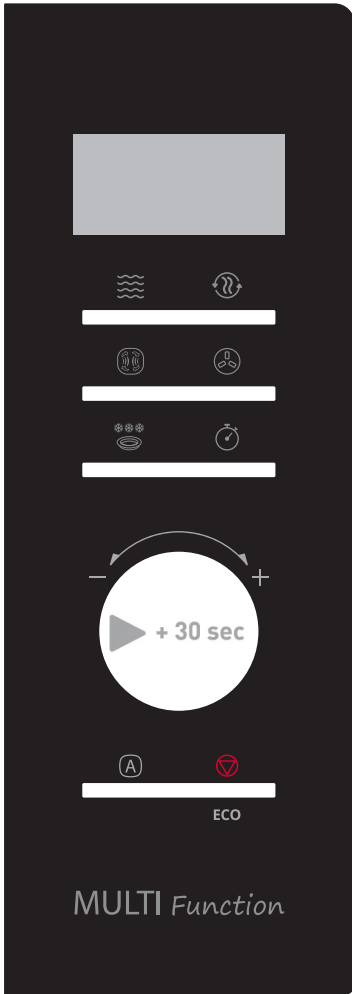 − +
+ 30 sec
A
ECO
MULTI Function